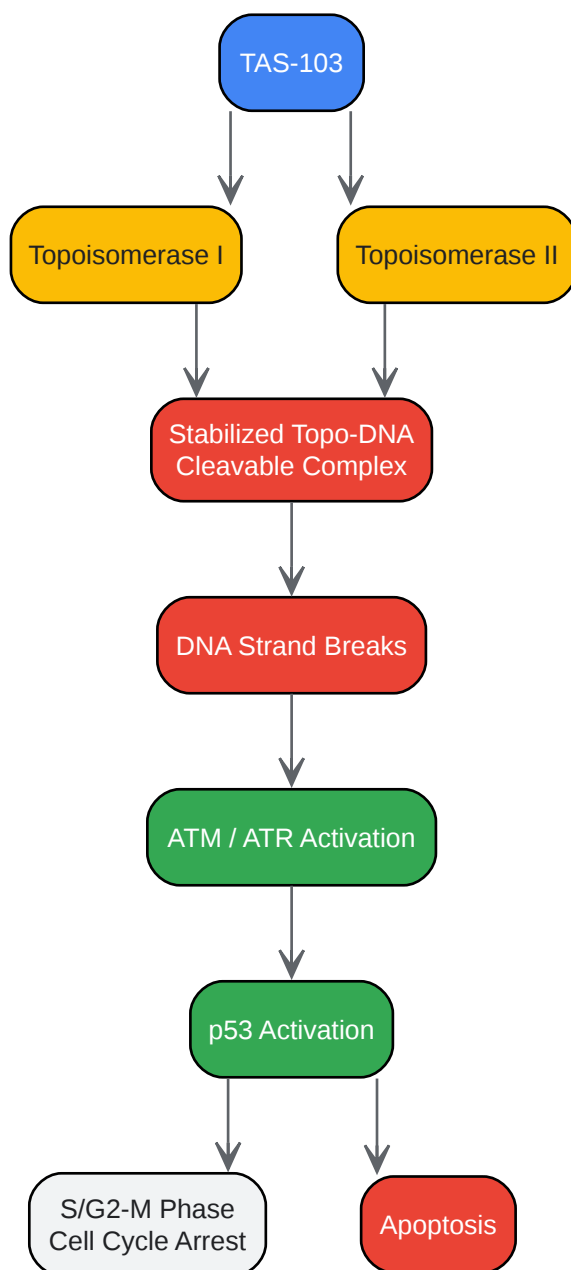 TAS-103
Topoisomerase I
Topoisomerase II
Stabilized Topo-DNA
Cleavable Complex
DNA Strand Breaks
ATM / ATR Activation
p53 Activation
S/G2-M Phase
Cell Cycle Arrest
Apoptosis